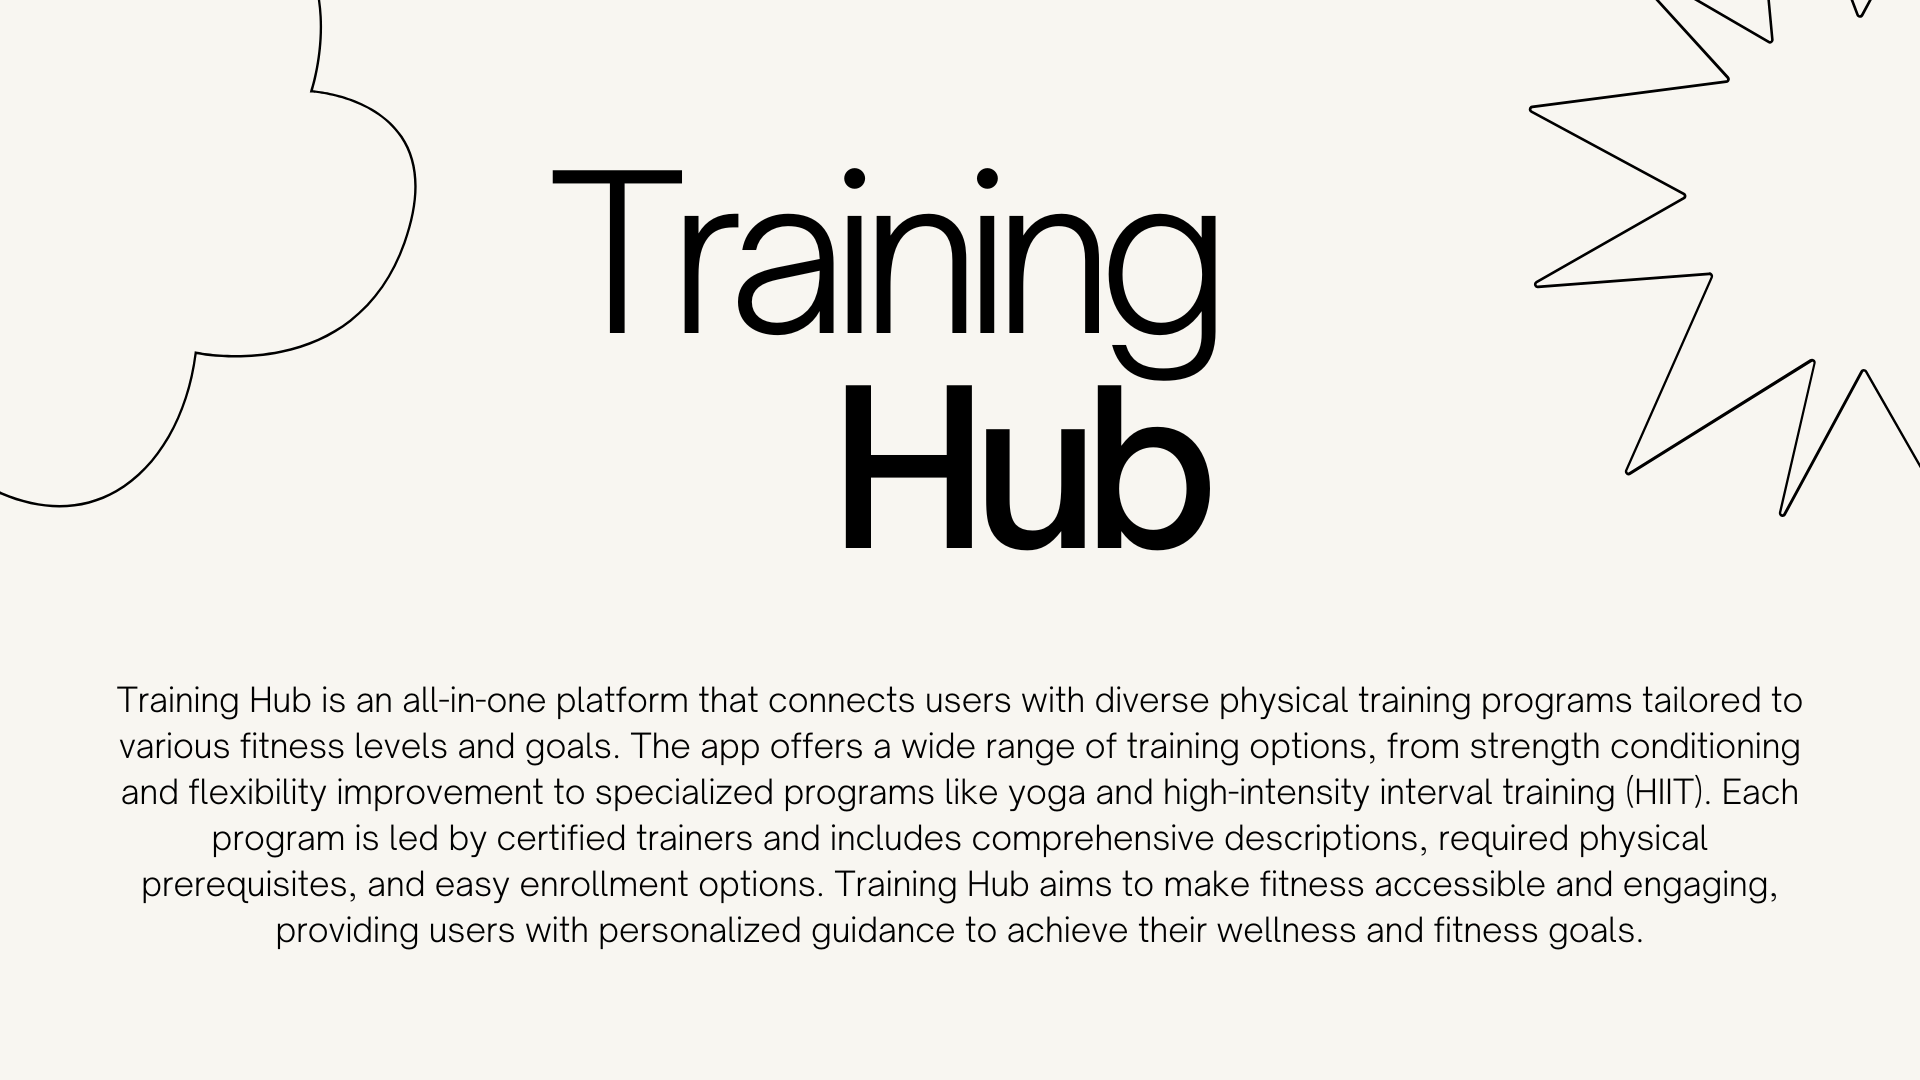 Training
Hub
Training Hub is an all-in-one platform that connects users with diverse physical training programs tailored to
various fitness levels and goals. The app offers a wide range of training options, from strength conditioning
and flexibility improvement to specialized programs like yoga and high-intensity interval training (HIIT). Each
program is led by certified trainers and includes comprehensive descriptions, required physical
prerequisites, and easy enrollment options. Training Hub aims to make fitness accessible and engaging,
providing users with personalized guidance to achieve their wellness and fitness goals.